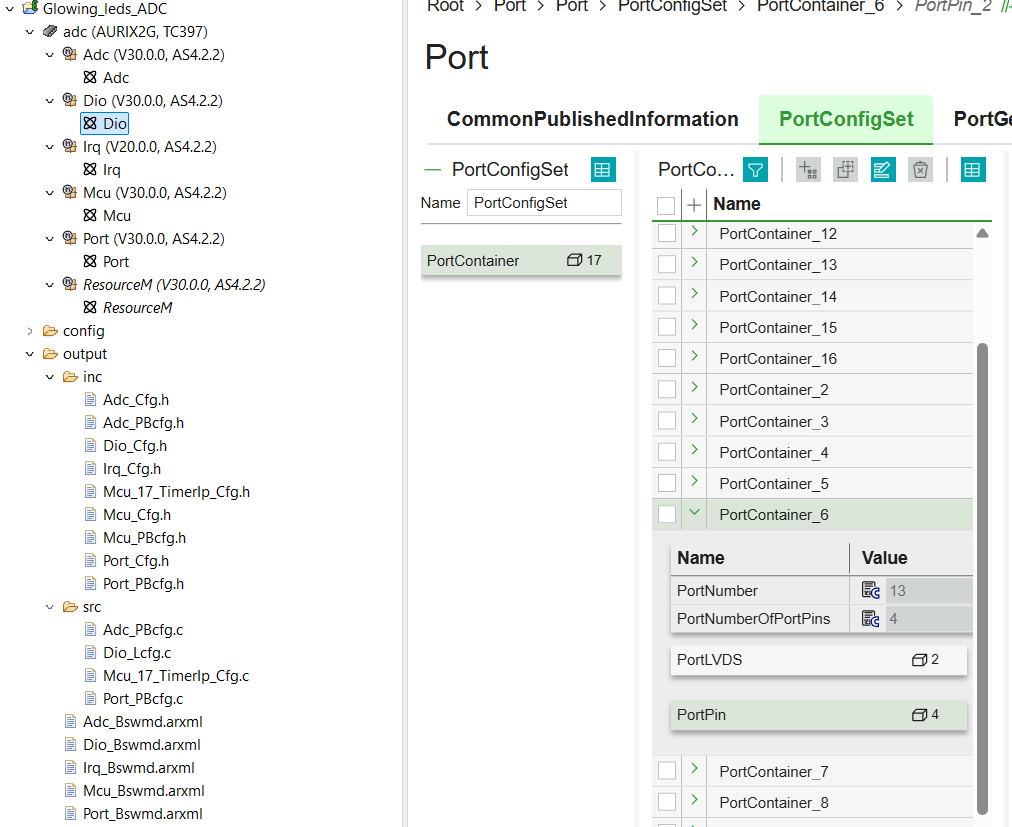 Glowing_leds_ADC
adc (AURIX2G, TC397)
Adc (V30.0.0, AS4.2.2)
Adc
Dio (V30.0.0, AS4.2.2)
Dio
Irq (V20.0.0, AS4.2.2)
Irq
Mcu (V30.0.0, AS4.2.2)
Mcu
Port (V30.0.0, AS4.2.2)
Port
ResourceM (V30.0.0, AS4.2.2)
ResourceM
config
output
inc
Adc_Cfg.h
Adc_PBcfg.h
Dio_Cfg.h
Irq_Cfg.h
Mcu_17_TimerIp_Cfg.h
Mcu_Cfg.h
Mcu_PBcfg.h
Port_Cfg.h
Port_PBcfg.h
src
Adc_PBcfg.c
Dio_Lcfg.c
Mcu_17_TimerIp_Cfg.c
Port_PBcfg.c
Adc_Bswmd.arxml
Dio_Bswmd.arxml
Irq_Bswmd.arxml
Mcu_Bswmd.arxml
Port_Bswmd.arxml
Root > Port > Port > PortConfigSet > PortContainer_6 > PortPin_2
Port
CommonPublishedInformation PortConfigSet PortGe
PortConfigSet
Name PortConfigSet
PortContainer 17
PortCo...
Name
PortContainer_12
PortContainer_13
PortContainer_14
PortContainer_15
PortContainer_16
PortContainer_2
PortContainer_3
PortContainer_4
PortContainer_5
PortContainer_6
Name Value
PortNumber 13
PortNumberOfPortPins 4
PortLVDS 2
PortPin 4
PortContainer_7
PortContainer_8